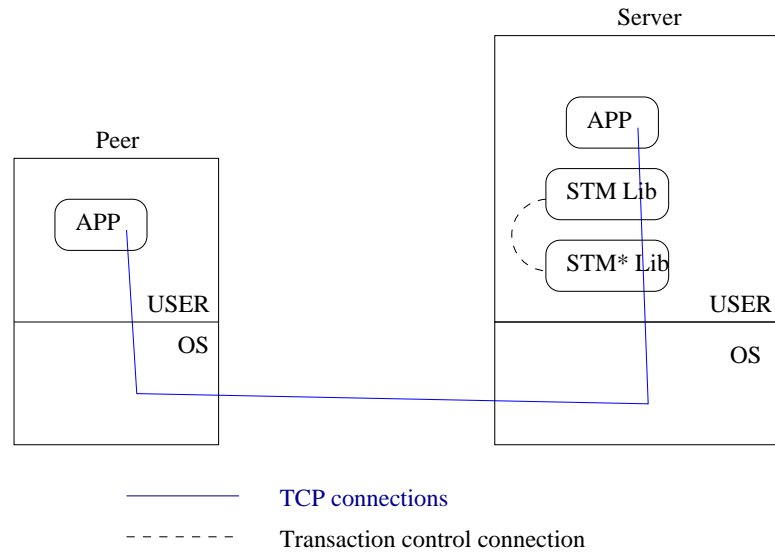 Server
Peer
APP
APP
STM Lib
STM* Lib
USER
OS
USER
OS
TCP connections
Transaction control connection